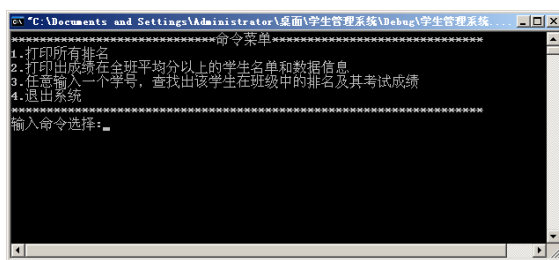 "C:\Documents and Settings\Administrator\桌面\学生管理系统\Debug\学生管理系统....
****************************命令菜单****************************
1.打印所有排名
2.打印出成绩在全班平均分以上的学生名单和数据信息
3.任意输入一个学号，查找出该学生在班级中的排名及其考试成绩
4.退出系统
****************************************************************
输入命令选择:_